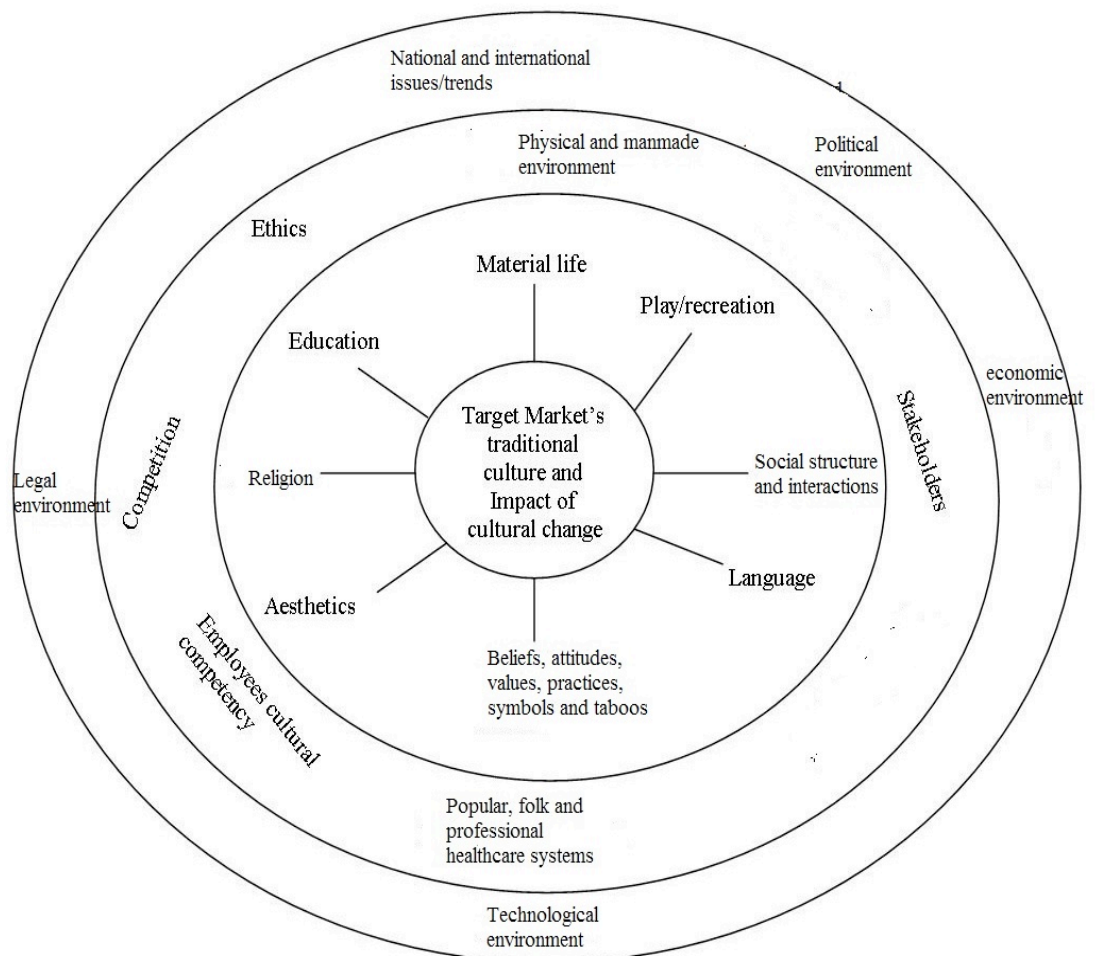 National and international
issues/trends
Physical and manmade
environment
Political
environment
Ethics
Material life
Play/recreation
Education
economic
environment
Target Market's
traditional
culture and
Impact of
cultural change
Stakeholders
Competition
Religion
Social structure
and interactions
Legal
environment
Language
Aesthetics
Employees cultural
competency
Beliefs, attitudes,
values, practices,
symbols and taboos
Popular, folk and
professional
healthcare systems
Technological
environment